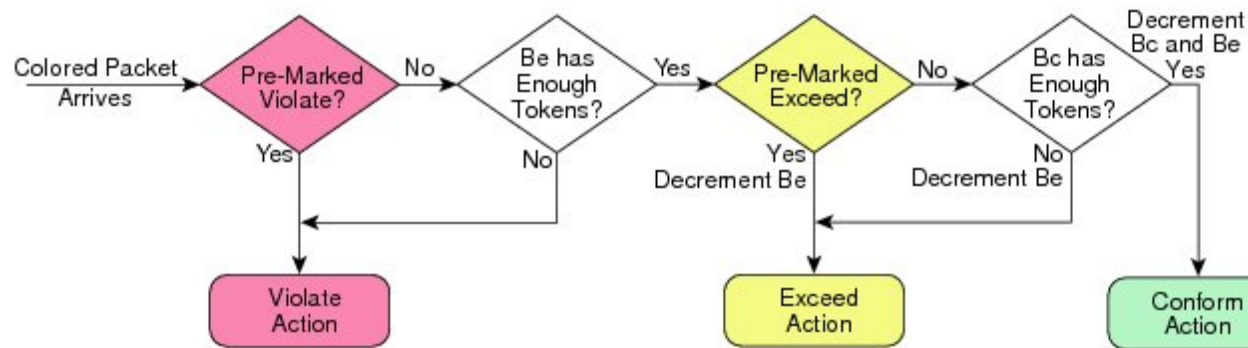 Colored Packet
Arrives
Pre-Marked
Violate?
No
Yes
Be has
Enough
Tokens?
Yes
No
Pre-Marked
Exceed?
No
Yes
Decrement Be
Bc has
Enough
Tokens?
Decrement
Bc and Be
Yes
No
Decrement Be
Violate
Action
Exceed
Action
Conform
Action